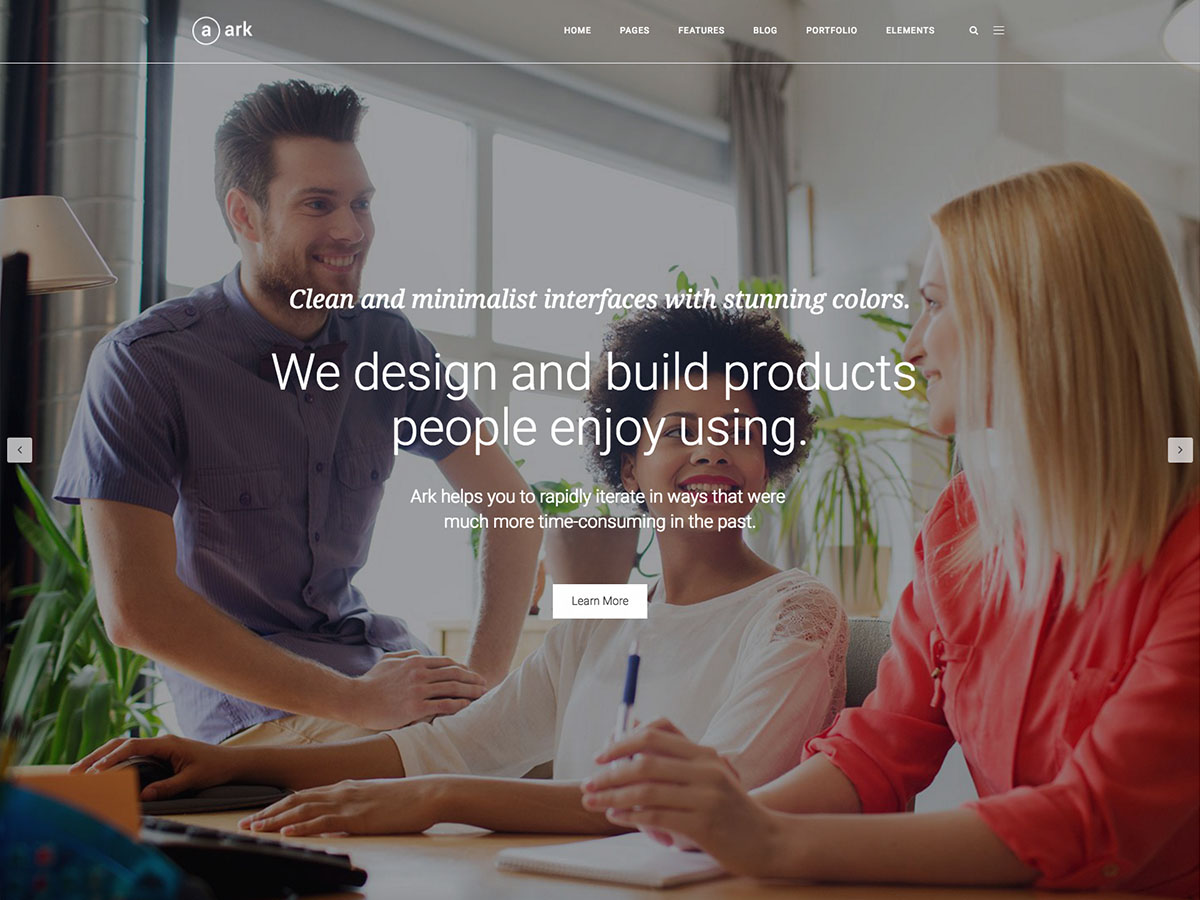 a ark
HOME PAGES FEATURES BLOG PORTFOLIO ELEMENTS
Clean and minimalist interfaces with stunning colors.
We design and build products
people enjoy using.
Ark helps you to rapidly iterate in ways that were
much more time-consuming in the past.
Learn More